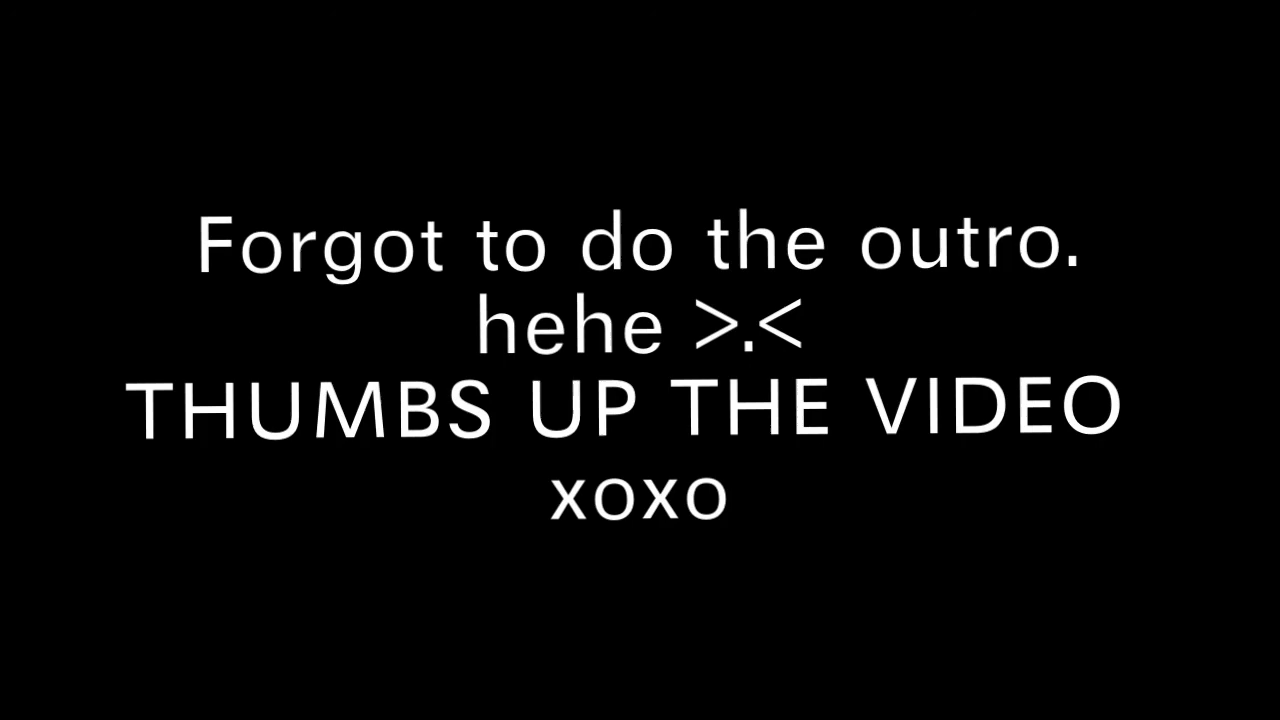 Forgot to do the outro.
hehe >.<
THUMBS UP THE VIDEO
xoxo